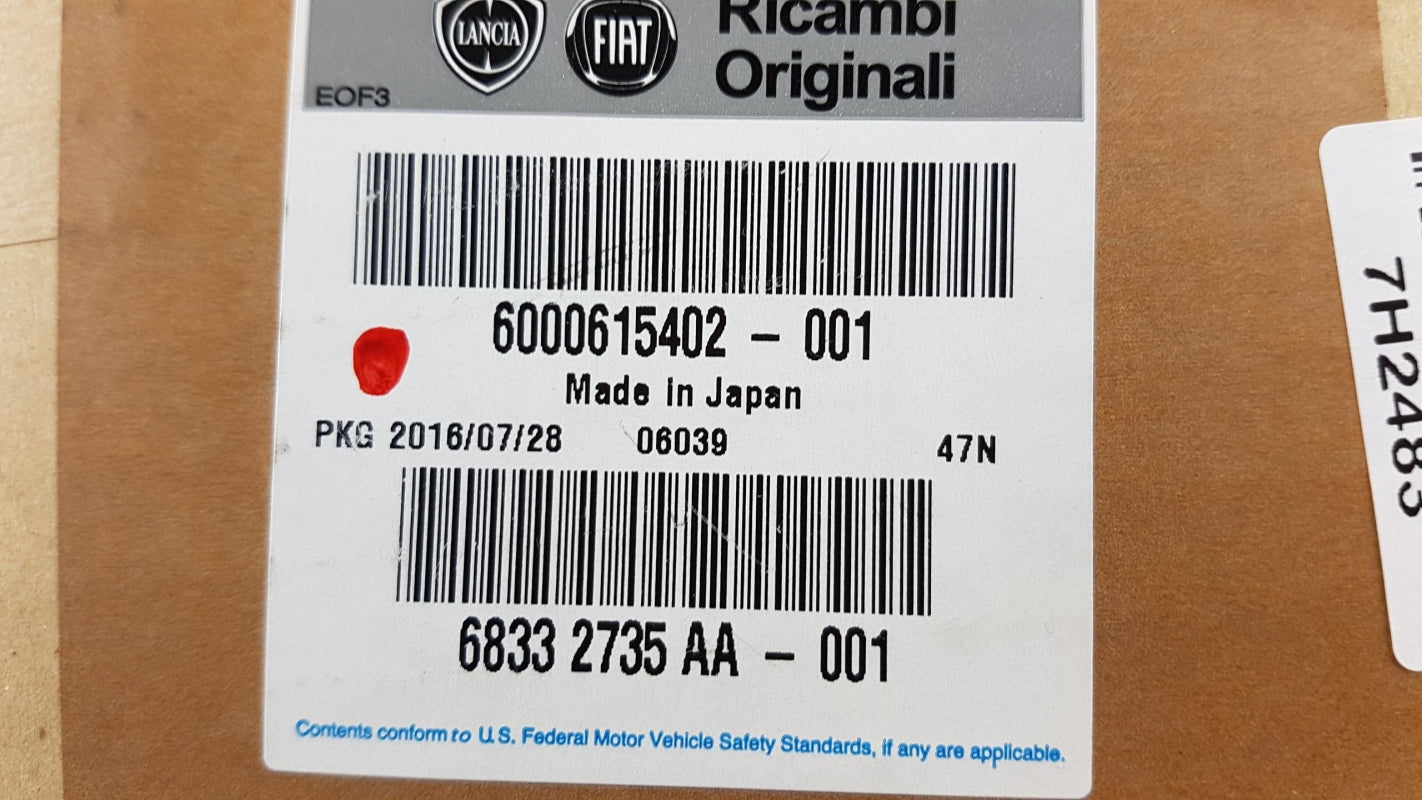 LANCIA FIAT
Ricambi
Originali
EOF3
6000615402 - 001
Made in Japan
PKG 2016/07/28 06039 47N
6833 2735 AA - 001
Contents conform to U.S. Federal Motor Vehicle Safety Standards, if any are applicable.
7H2483